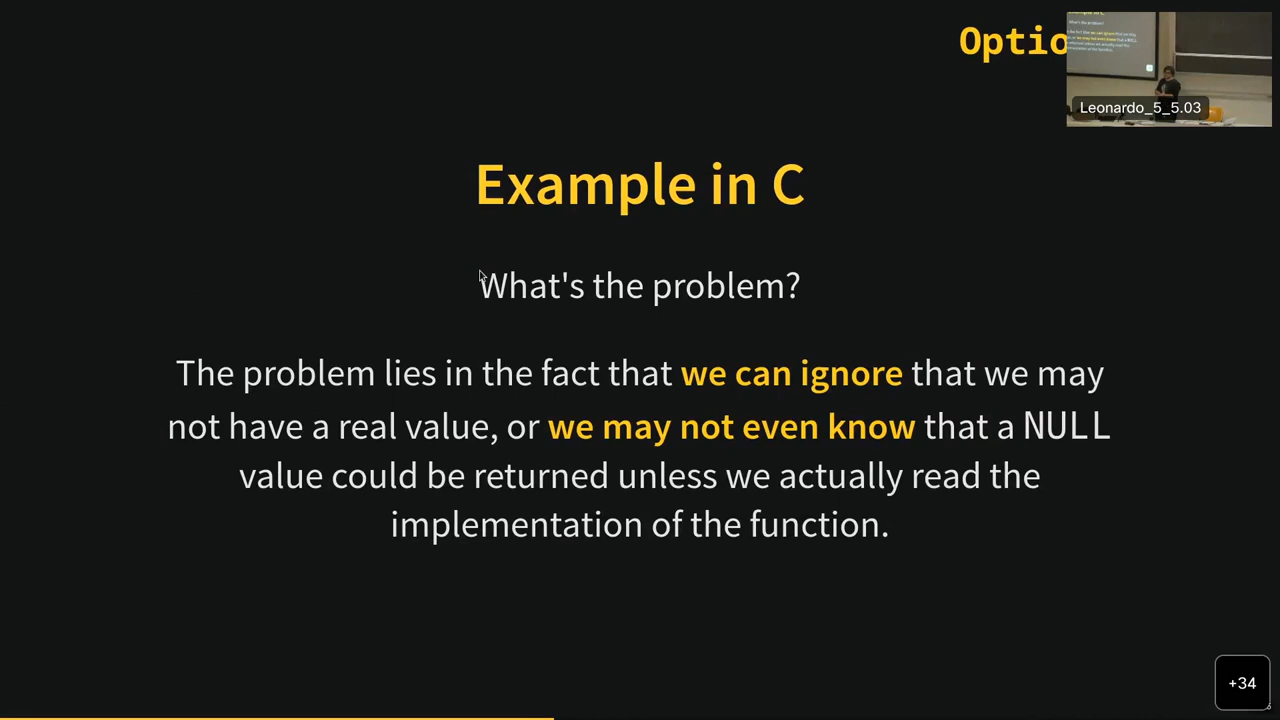 Optio
Leonardo_5_5.03
Example in C
What's the problem?
The problem lies in the fact that we can ignore that we may
not have a real value, or we may not even know that a NULL
value could be returned unless we actually read the
implementation of the function.
+34